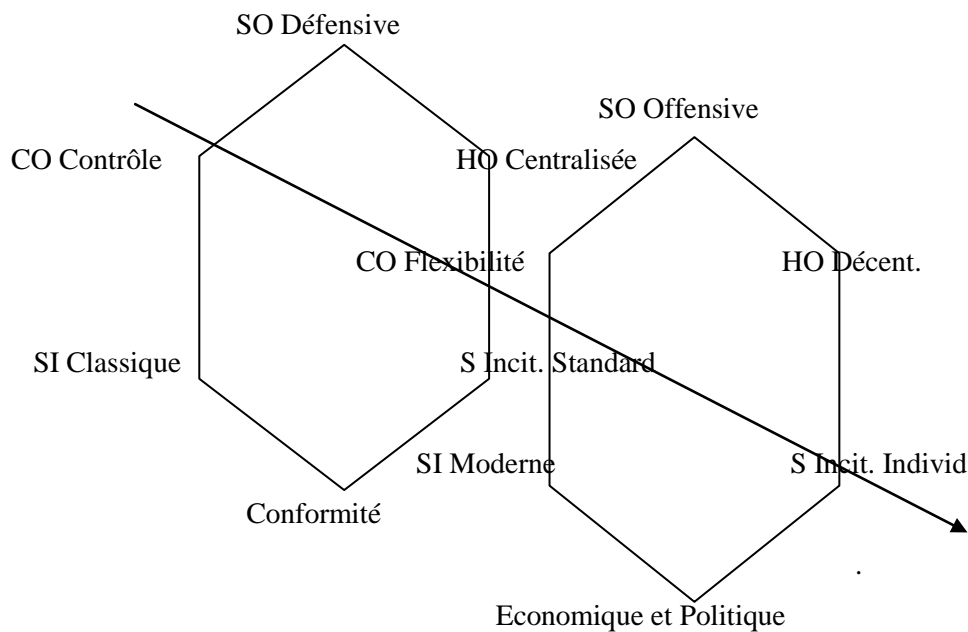 SO Défensive
SO Offensive
CO Contrôle
HO Centralisée
CO Flexibilité
HO Décent.
SI Classique
S Incit. Standard
SI Moderne
S Incit. Individ
Conformité
.
Economique et Politique